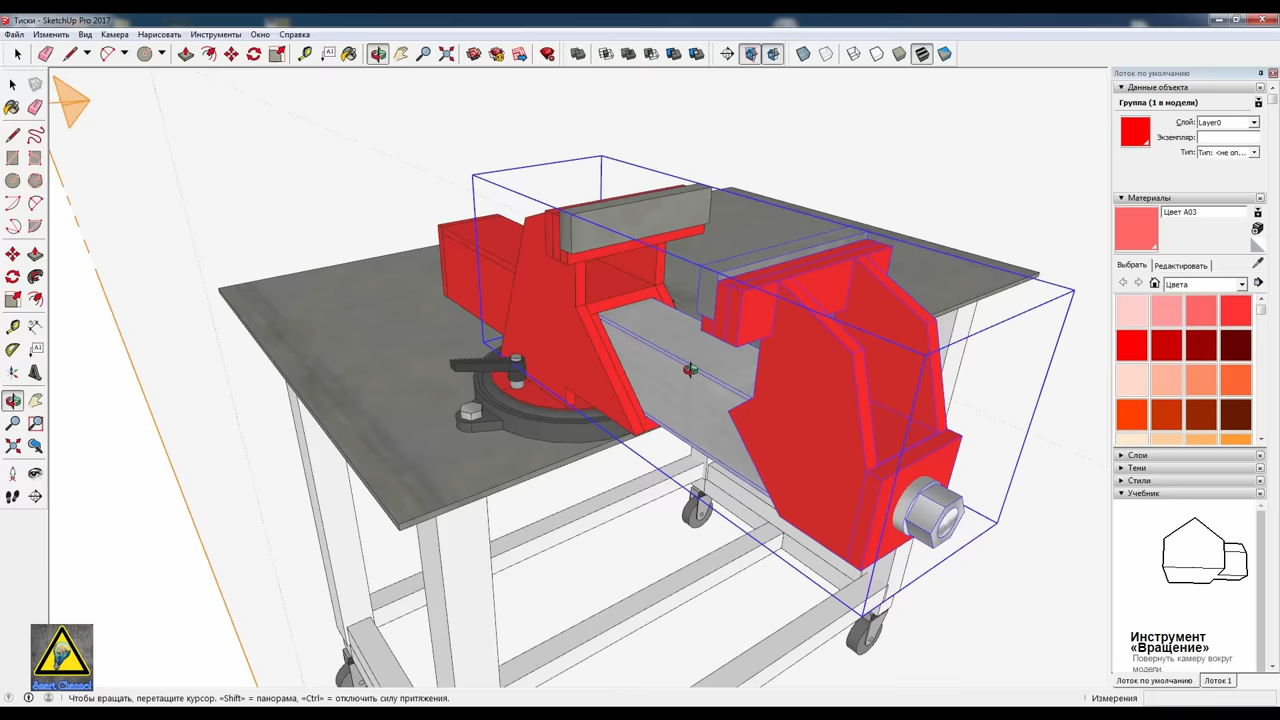 Тиски - SketchUp Pro 2017
Файл Изменить Вид Камера Нарисовать Инструменты Окно Справка
Лоток по умолчанию
Данные объекта
Группа (1 в модели)
Слой: Layer0
Экземпляр:
Тип: Тип: <не оп...
Материалы
Цвет A03
Выбрать Редактировать
Цвета
Слои
Тени
Стили
Учебник
Инструмент
«Вращение»
Повернуть камеру вокруг
модели.
Лоток по умолчанию Лоток 1
Smart Channel
Чтобы вращать, перетащите курсор. «Shift» = панорама, «Ctrl» = отключить силу притяжения.
Измерения